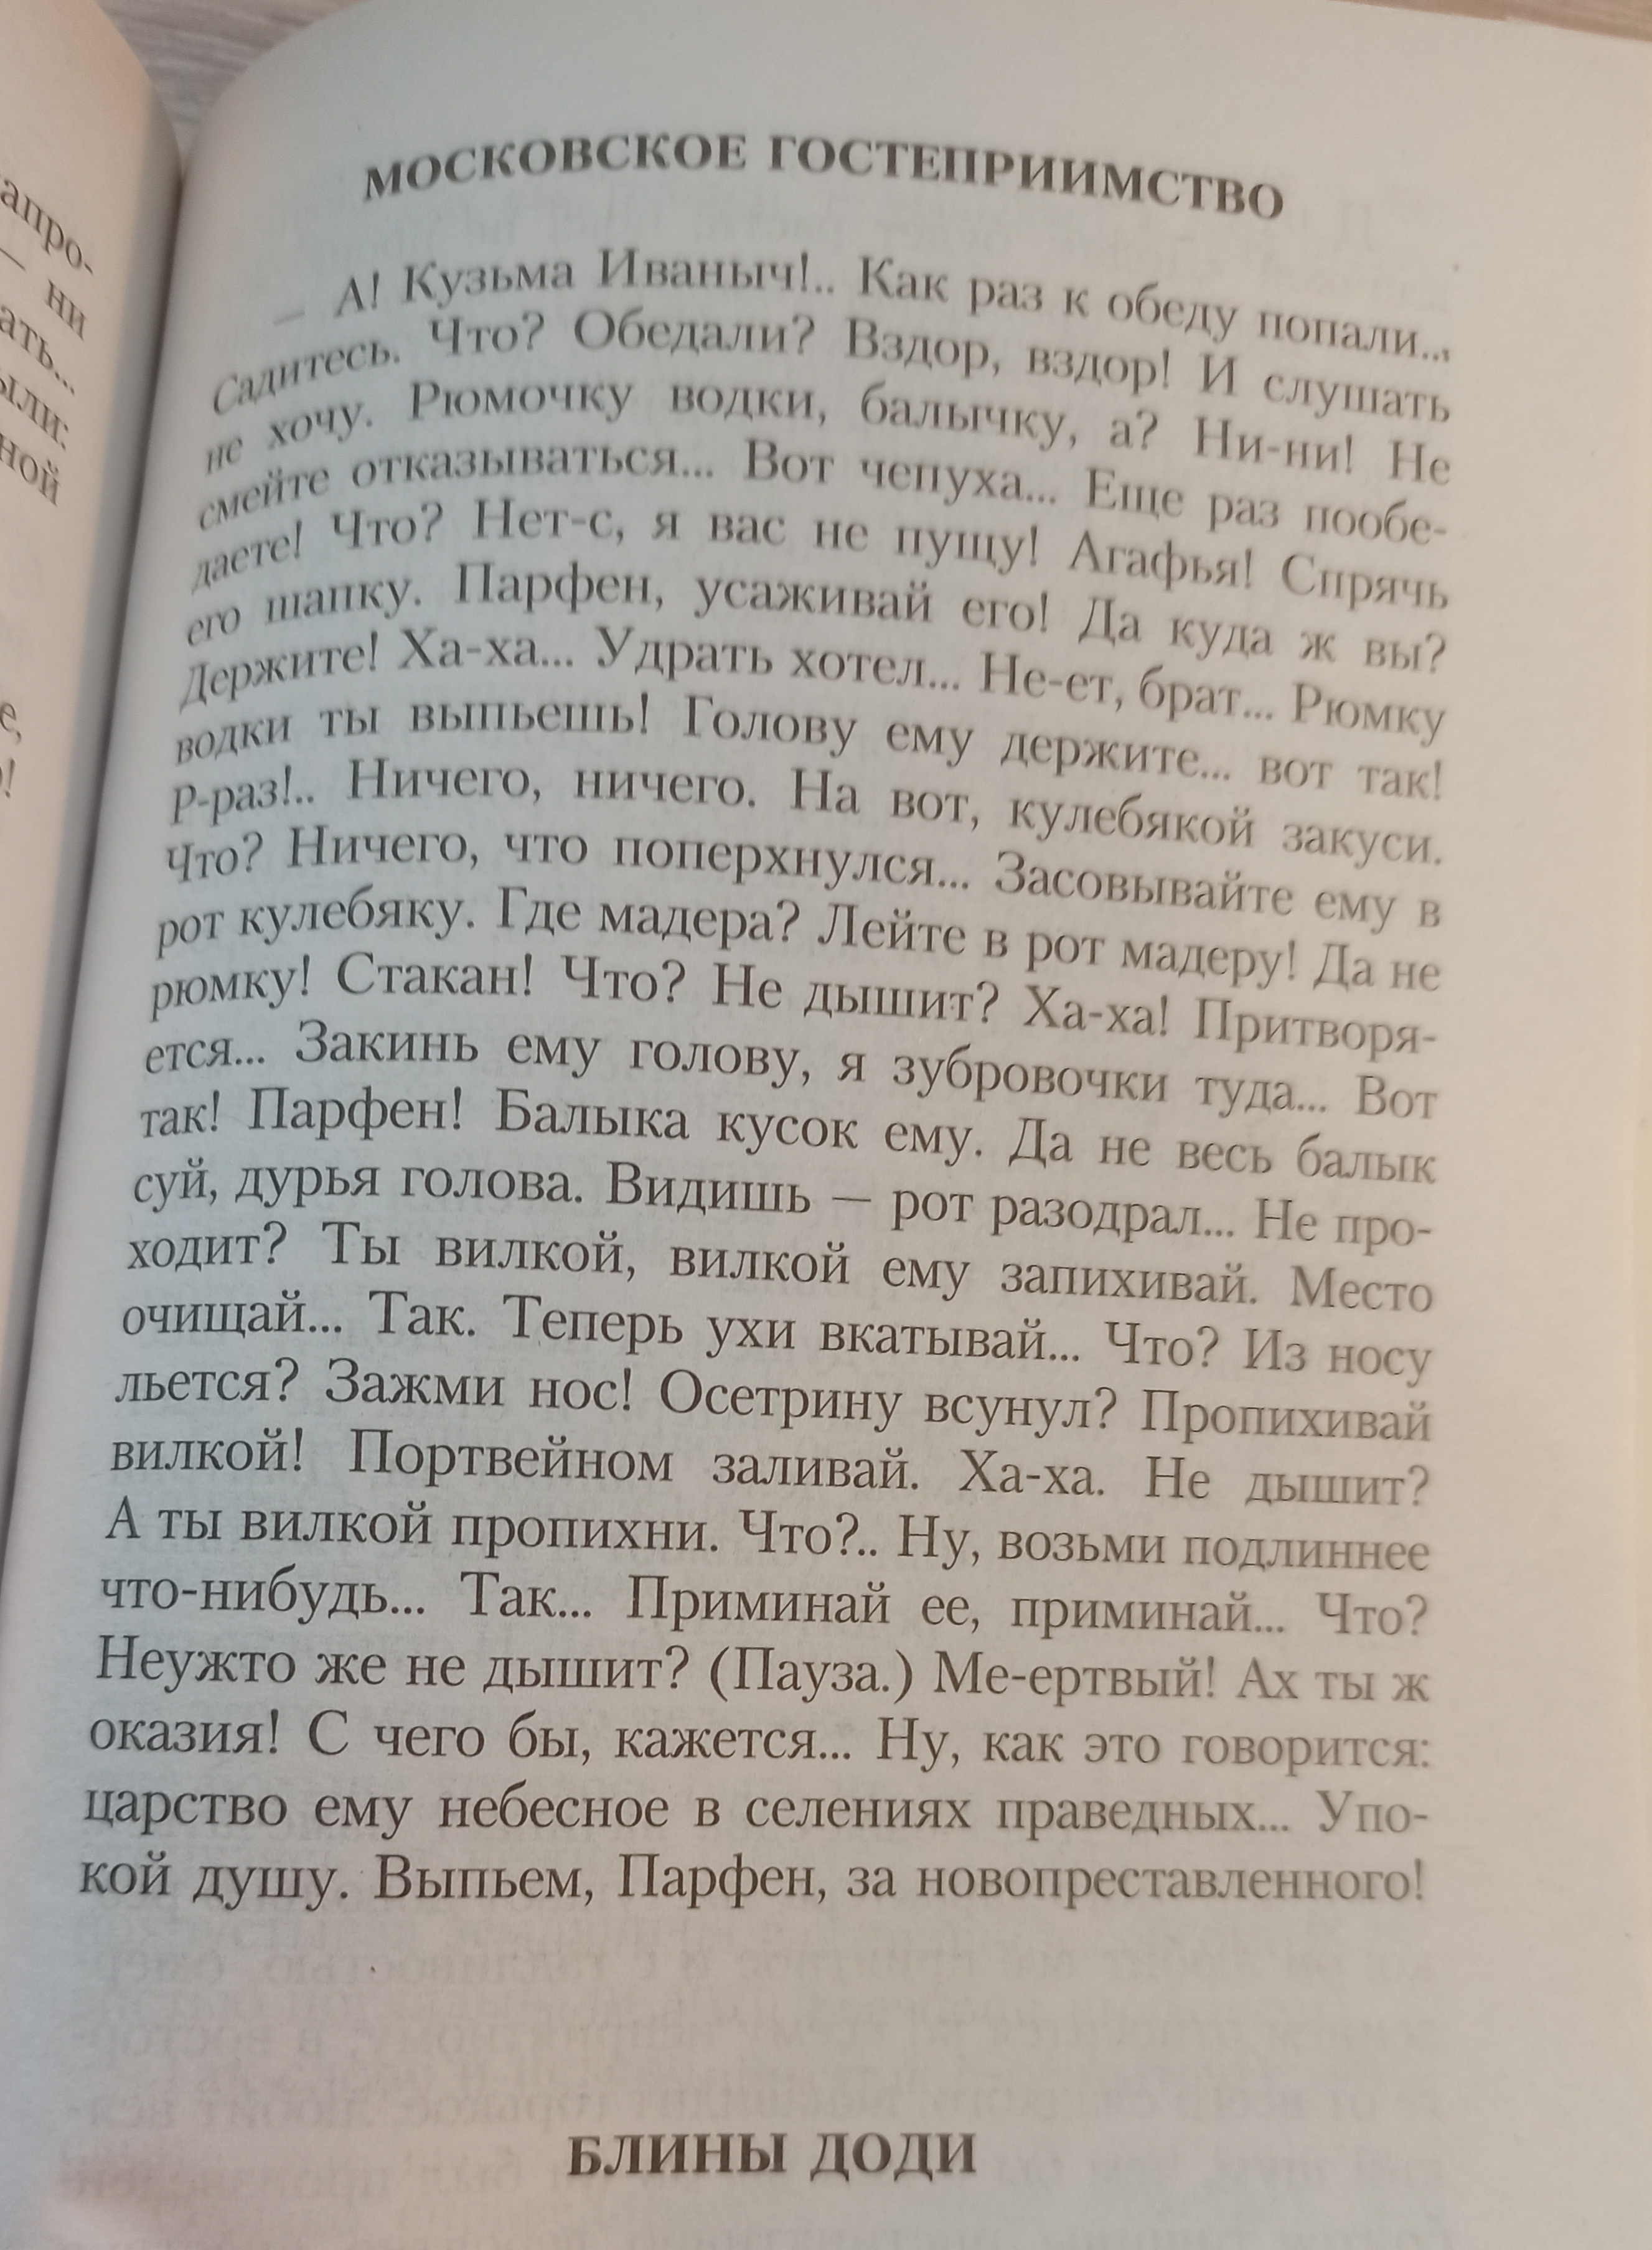 апро-
— ни
ать...
ыли:
ной
е,
о!
МОСКОВСКОЕ ГОСТЕПРИИМСТВО
— А! Кузьма Иваныч!.. Как раз к обеду попали...
Садитесь. Что? Обедали? Вздор, вздор! И слушать
не хочу. Рюмочку водки, балычку, а? Ни-ни! Не
смейте отказываться... Вот чепуха... Еще раз пообе-
даете! Что? Нет-с, я вас не пущу! Агафья! Спрячь
его шапку. Парфен, усаживай его! Да куда ж вы?
Держите! Ха-ха... Удрать хотел... Не-ет, брат... Рюмку
водки ты выпьешь! Голову ему держите... вот так!
Р-раз!.. Ничего, ничего. На вот, кулебякой закуси.
Что? Ничего, что поперхнулся... Засовывайте ему в
рот кулебяку. Где мадера? Лейте в рот мадеру! Да не
рюмку! Стакан! Что? Не дышит? Ха-ха! Притворя-
ется... Закинь ему голову, я зубровочки туда... Вот
так! Парфен! Балыка кусок ему. Да не весь балык
суй, дурья голова. Видишь — рот разодрал... Не про-
ходит? Ты вилкой, вилкой ему запихивай. Место
очищай... Так. Теперь ухи вкатывай... Что? Из носу
льется? Зажми нос! Осетрину всунул? Пропихивай
вилкой! Портвейном заливай. Ха-ха. Не дышит?
А ты вилкой пропихни. Что?.. Ну, возьми подлиннее
что-нибудь... Так... Приминай ее, приминай... Что?
Неужто же не дышит? (Пауза.) Ме-ертвый! Ах ты ж
оказия! С чего бы, кажется... Ну, как это говорится:
царство ему небесное в селениях праведных... Упо-
кой душу. Выпьем, Парфен, за новопреставленного!
БЛИНЫ ДОДИ